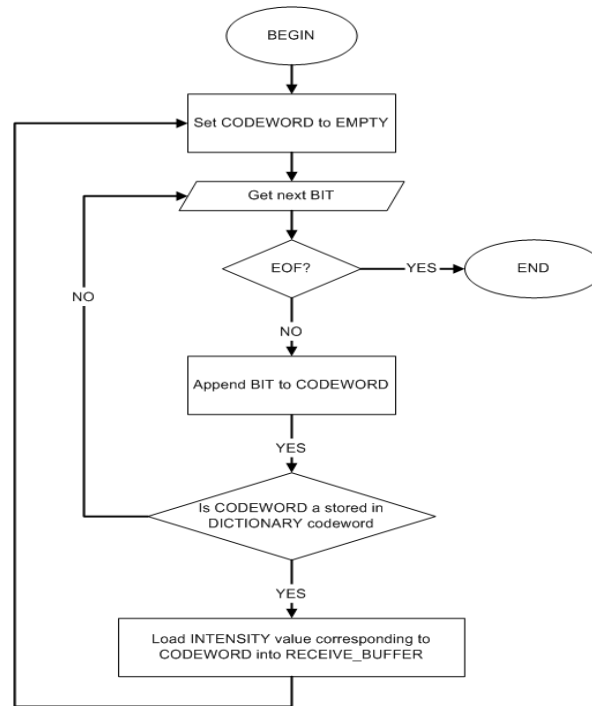 BEGIN
Set CODEWORD to EMPTY
Get next BIT
EOF?
YES
END
NO
NO
Append BIT to CODEWORD
YES
Is CODEWORD a stored in
DICTIONARY codeword
YES
Load INTENSITY value corresponding to
CODEWORD into RECEIVE_BUFFER